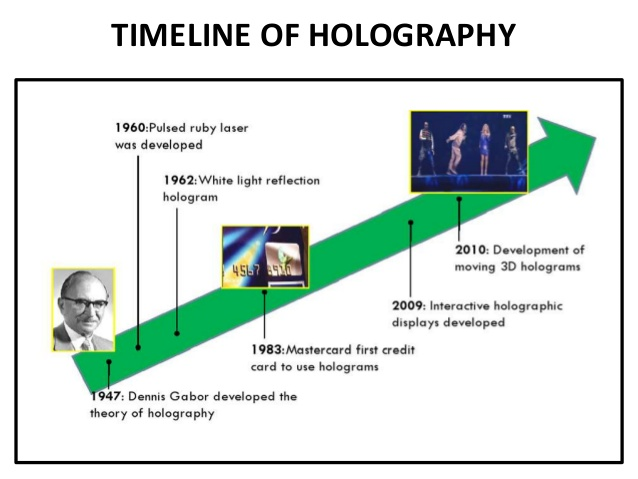 TIMELINE OF HOLOGRAPHY
1960:Pulsed ruby laser
was developed
1962:White light reflection
hologram
4567 8910
2010: Development of
moving 3D holograms
2009: Interactive holographic
displays developed
1983:Mastercard first credit
card to use holograms
1947: Dennis Gabor developed the
theory of holography